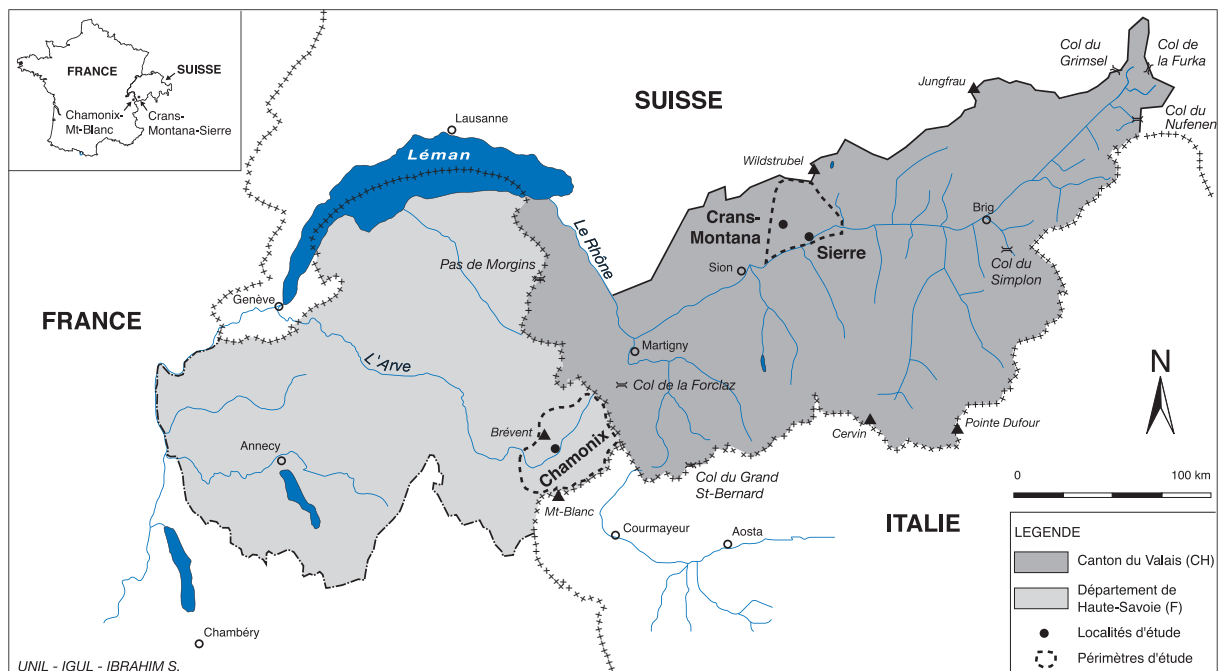 FRANCE
SUISSE
Chamonix-
Mt-Blanc
Crans-
Montana-Sierre
SUISSE
Col du
Grimsel
Col de
la Furka
Jungfrau
Col du
Nufenen
Lausanne
Léman
Wildstrubel
Crans-
Montana
Sierre
Brig
Le Rhône
Sion
Col du
Simplon
Pas de Morgins
Genève
FRANCE
L'Arve
Martigny
Col de la Forclaz
N
Brévent
Chamonix
Cervin
Pointe Dufour
Annecy
Col du Grand
St-Bernard
0
100 km
Mt-Blanc
Courmayeur
Aosta
ITALIE
LEGENDE
Canton du Valais (CH)
Département de
Haute-Savoie (F)
Localités d'étude
Périmètres d'étude
Chambéry
UNIL - IGUL - IBRAHIM S.